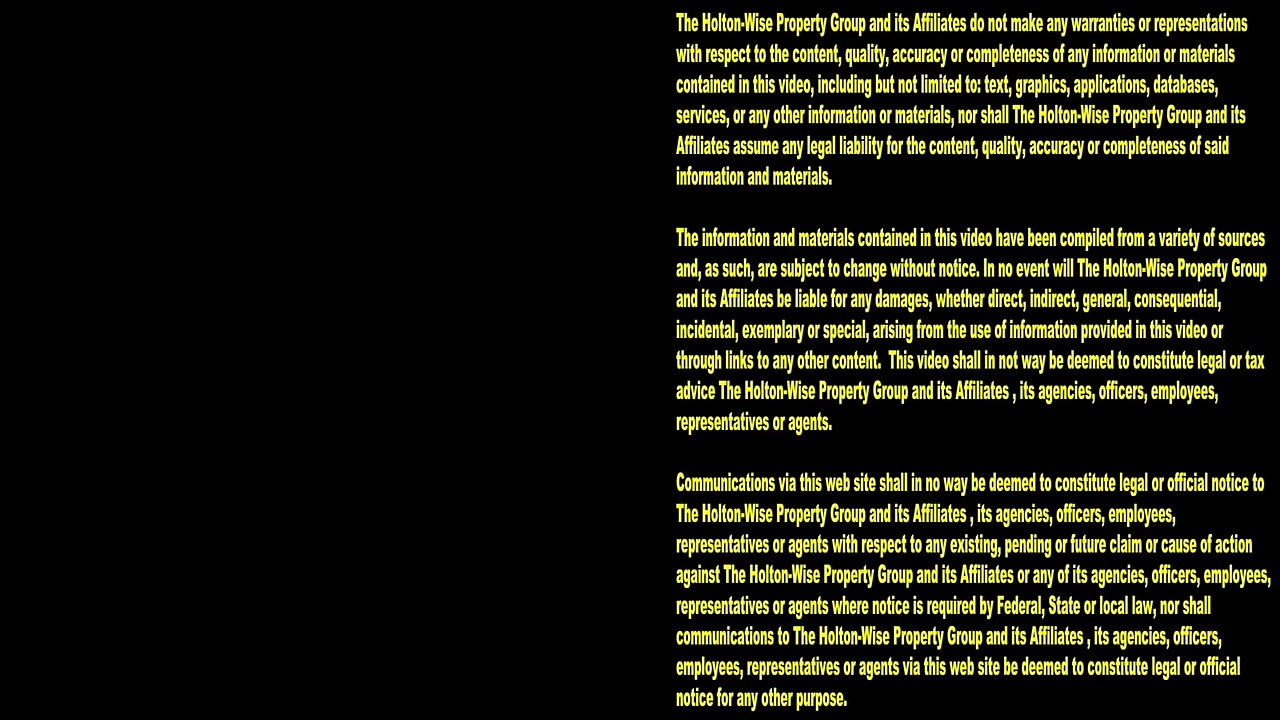 The Holton-Wise Property Group and its Affiliates do not make any warranties or representations
with respect to the content, quality, accuracy or completeness of any information or materials
contained in this video, including but not limited to: text, graphics, applications, databases,
services, or any other information or materials, nor shall The Holton-Wise Property Group and its
Affiliates assume any legal liability for the content, quality, accuracy or completeness of said
information and materials.
The information and materials contained in this video have been compiled from a variety of sources
and, as such, are subject to change without notice. In no event will The Holton-Wise Property Group
and its Affiliates be liable for any damages, whether direct, indirect, general, consequential,
incidental, exemplary or special, arising from the use of information provided in this video or
through links to any other content.  This video shall in not way be deemed to constitute legal or tax
advice The Holton-Wise Property Group and its Affiliates , its agencies, officers, employees,
representatives or agents.
Communications via this web site shall in no way be deemed to constitute legal or official notice to
The Holton-Wise Property Group and its Affiliates , its agencies, officers, employees,
representatives or agents with respect to any existing, pending or future claim or cause of action
against The Holton-Wise Property Group and its Affiliates or any of its agencies, officers, employees,
representatives or agents where notice is required by Federal, State or local law, nor shall
communications to The Holton-Wise Property Group and its Affiliates , its agencies, officers,
employees, representatives or agents via this web site be deemed to constitute legal or official
notice for any other purpose.